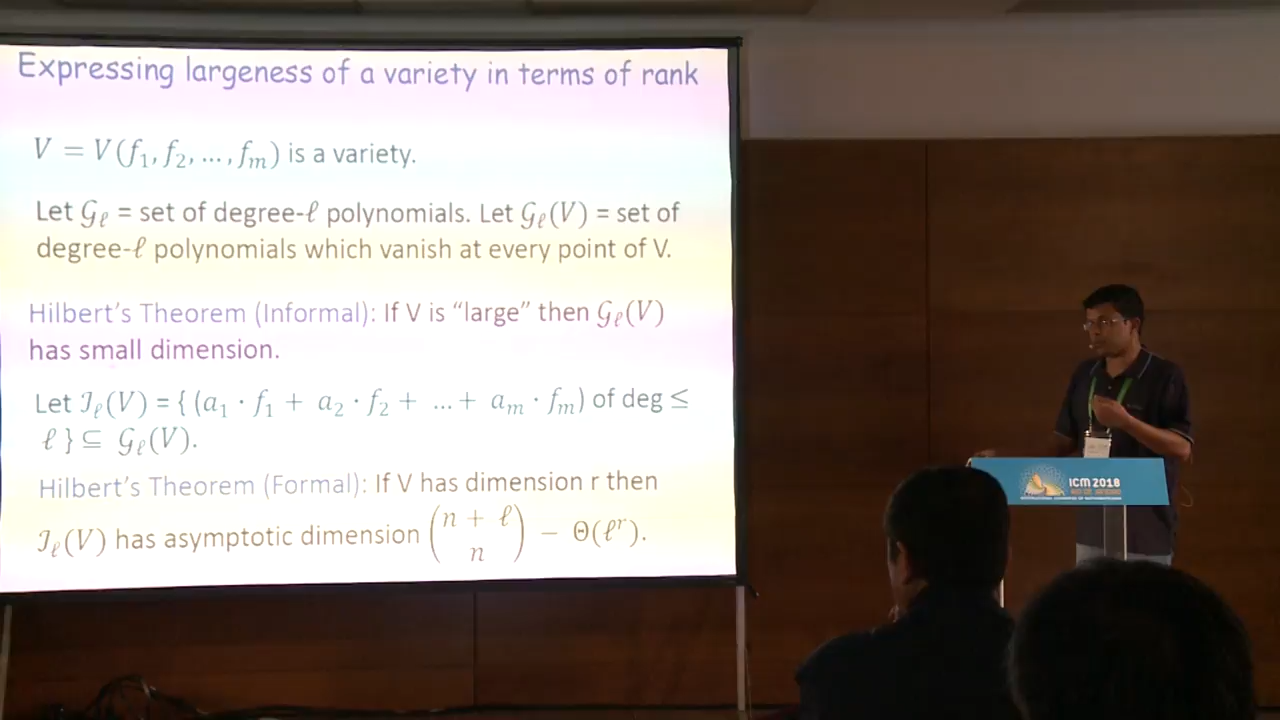 Expressing largeness of a variety in terms of rank
V = V(f₁, f₂, ..., fₘ) is a variety.
Let 𝒢ℓ = set of degree-ℓ polynomials. Let 𝒢ℓ(V) = set of
degree-ℓ polynomials which vanish at every point of V.
Hilbert's Theorem (Informal): If V is "large" then 𝒢ℓ(V)
has small dimension.
Let ℐℓ(V) = { (a₁ · f₁ + a₂ · f₂ + ... + aₘ · fₘ) of deg ≤
ℓ } ⊆ 𝒢ℓ(V).
Hilbert's Theorem (Formal): If V has dimension r then
ℐℓ(V) has asymptotic dimension (n + ℓ
n) − Θ(ℓʳ).
ICM 2018